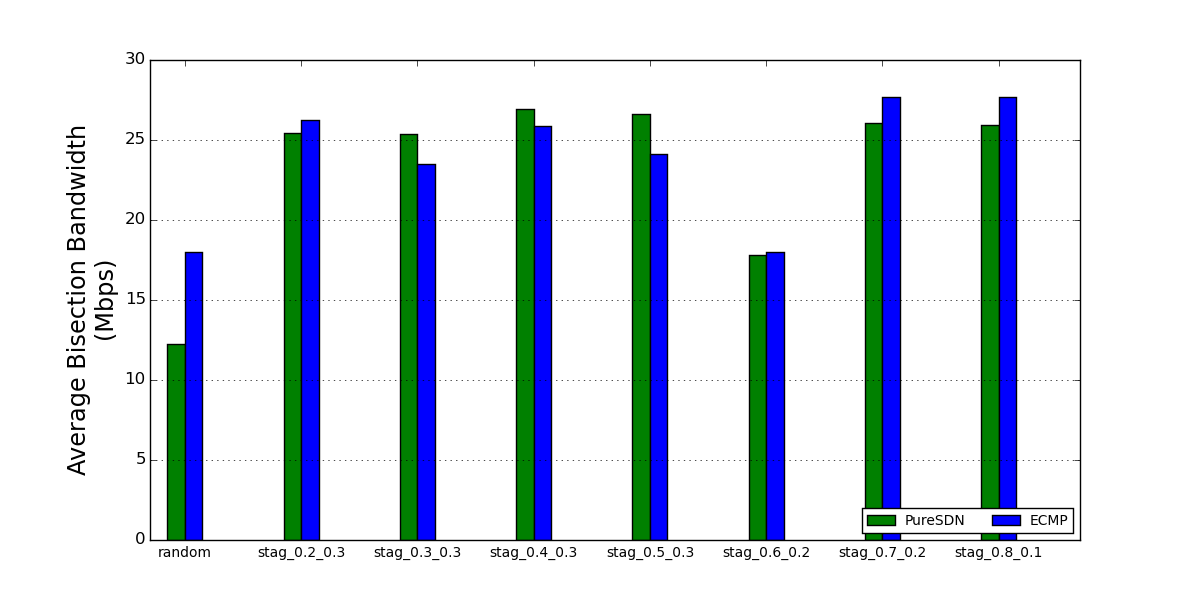 Average Bisection Bandwidth
(Mbps)
30
25
20
15
10
5
0
random stag_0.2_0.3 stag_0.3_0.3 stag_0.4_0.3 stag_0.5_0.3 stag_0.6_0.2 stag_0.7_0.2 stag_0.8_0.1
PureSDN ECMP